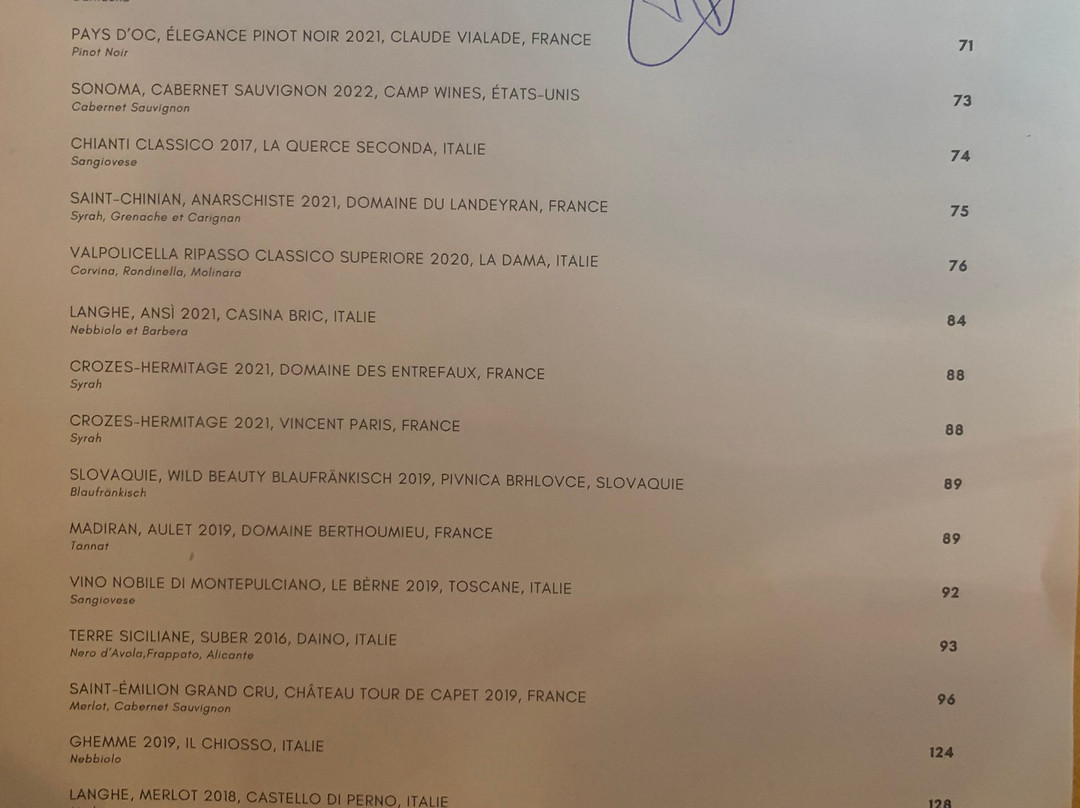 PAYS D'OC, ÉLEGANCE PINOT NOIR 2021, CLAUDE VIALADE, FRANCE 71
Pinot Noir
SONOMA, CABERNET SAUVIGNON 2022, CAMP WINES, ÉTATS-UNIS 73
Cabernet Sauvignon
CHIANTI CLASSICO 2017, LA QUERCE SECONDA, ITALIE 74
Sangiovese
SAINT-CHINIAN, ANARSCHISTE 2021, DOMAINE DU LANDEYRAN, FRANCE 75
Syrah, Grenache et Carignan
VALPOLICELLA RIPASSO CLASSICO SUPERIORE 2020, LA DAMA, ITALIE 76
Corvina, Rondinella, Molinara
LANGHE, ANSÌ 2021, CASINA BRIC, ITALIE 84
Nebbiolo et Barbera
CROZES-HERMITAGE 2021, DOMAINE DES ENTREFAUX, FRANCE 88
Syrah
CROZES-HERMITAGE 2021, VINCENT PARIS, FRANCE 88
Syrah
SLOVAQUIE, WILD BEAUTY BLAUFRÄNKISCH 2019, PIVNICA BRHLOVCE, SLOVAQUIE 89
Blaufränkisch
MADIRAN, AULET 2019, DOMAINE BERTHOUMIEU, FRANCE 89
Tannat
VINO NOBILE DI MONTEPULCIANO, LE BÈRNE 2019, TOSCANE, ITALIE 92
Sangiovese
TERRE SICILIANE, SUBER 2016, DAINO, ITALIE 93
Nero d'Avola,Frappato, Alicante
SAINT-ÉMILION GRAND CRU, CHÂTEAU TOUR DE CAPET 2019, FRANCE 96
Merlot, Cabernet Sauvignon
GHEMME 2019, IL CHIOSSO, ITALIE 124
Nebbiolo
LANGHE, MERLOT 2018, CASTELLO DI PERNO, ITALIE 128